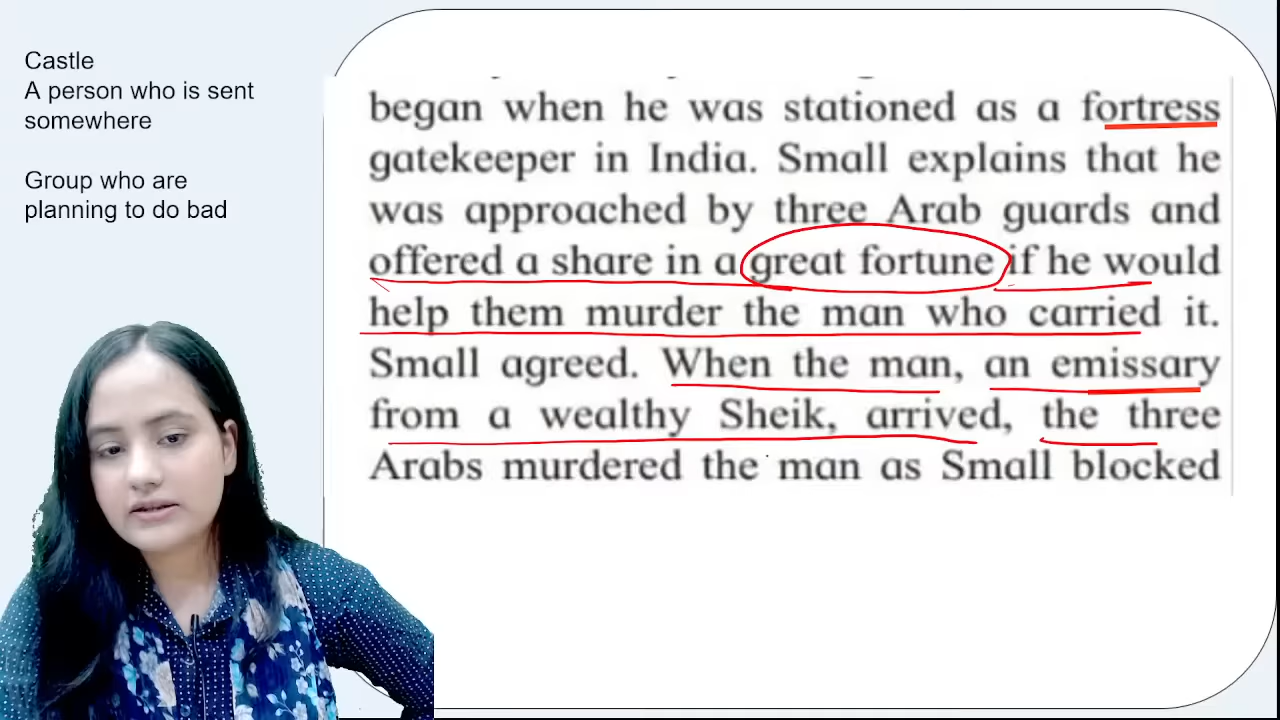 Castle
A person who is sent
somewhere
Group who are
planning to do bad
began when he was stationed as a fortress
gatekeeper in India. Small explains that he
was approached by three Arab guards and
offered a share in a great fortune if he would
help them murder the man who carried it.
Small agreed. When the man, an emissary
from a wealthy Sheik, arrived, the three
Arabs murdered the man as Small blocked